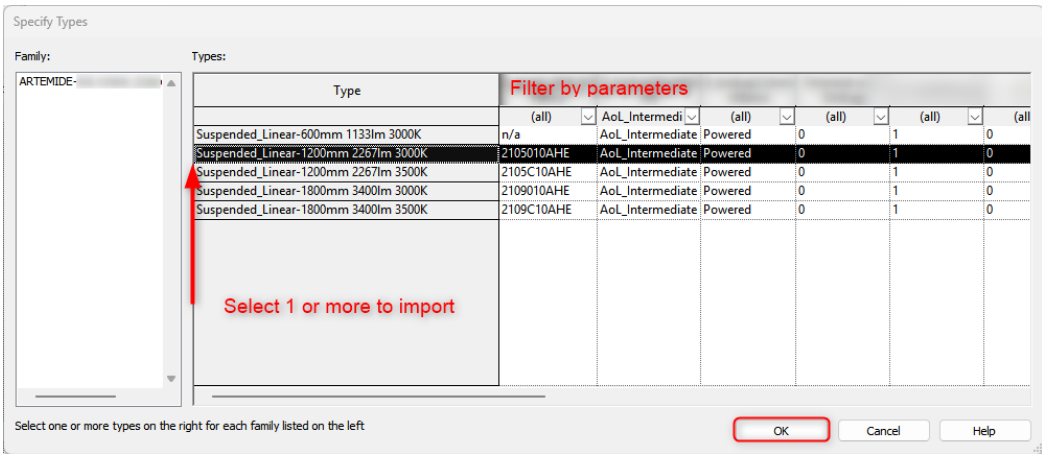 Specify Types
Family:
Types:
ARTEMIDE-
Type
Filter by parameters
(all) AoL_Intermedi (all) (all) (all) (all
Suspended_Linear-600mm 1133lm 3000K n/a AoL_Intermediate Powered 0 1 0
Suspended_Linear-1200mm 2267lm 3000K 2105010AHE AoL_Intermediate Powered 0 1 0
Suspended_Linear-1200mm 2267lm 3500K 2105C10AHE AoL_Intermediate Powered 0 1 0
Suspended_Linear-1800mm 3400lm 3000K 2109010AHE AoL_Intermediate Powered 0 1 0
Suspended_Linear-1800mm 3400lm 3500K 2109C10AHE AoL_Intermediate Powered 0 1 0
Select 1 or more to import
Select one or more types on the right for each family listed on the left
OK
Cancel
Help